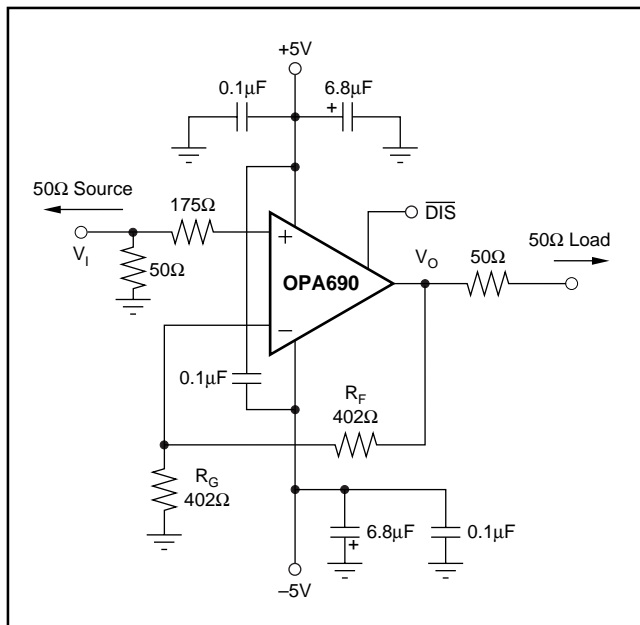 +5V
0.1µF
6.8µF
+
50Ω Source
175Ω
DIS
50Ω Load
V_I
50Ω
+
OPA690
V_O
50Ω
−
0.1µF
R_F
402Ω
R_G
402Ω
6.8µF
+
0.1µF
–5V